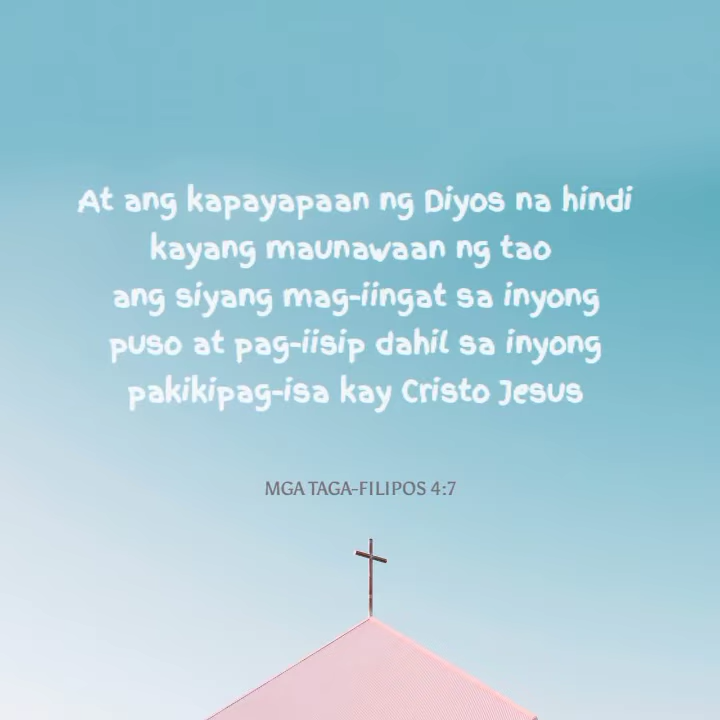 At ang kapayapaan ng Diyos na hindi
kayang maunawaan ng tao
ang siyang mag-iingat sa inyong
puso at pag-iisip dahil sa inyong
pakikipag-isa kay Cristo Jesus
MGA TAGA-FILIPOS 4:7